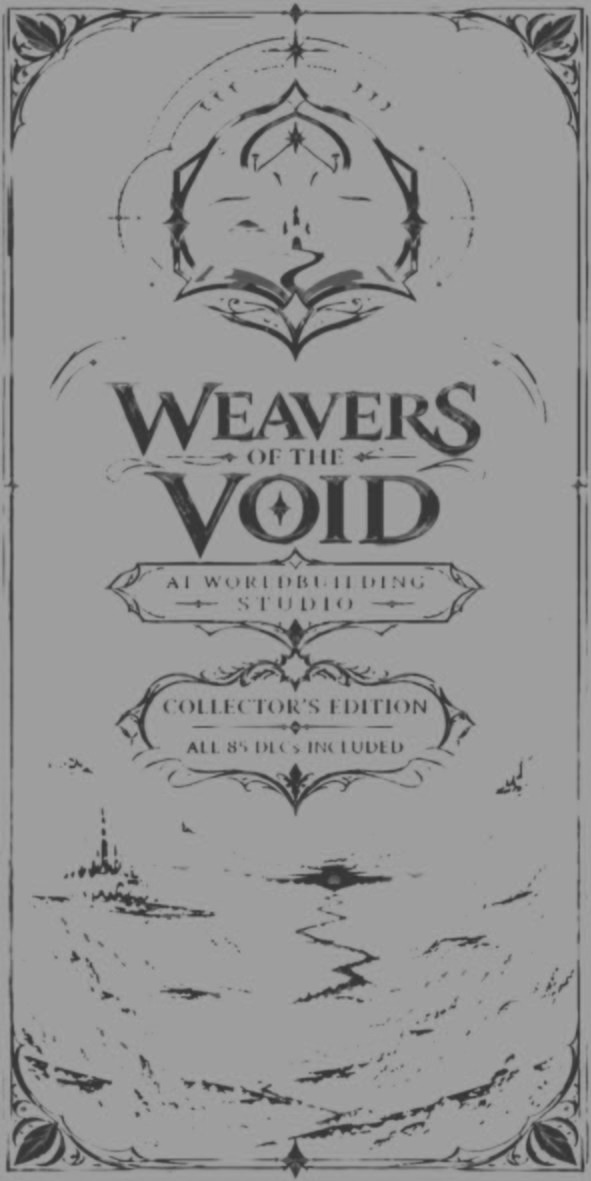 WEAVERS
OF THE
VOID
AI WORLDBUILDING
STUDIO
COLLECTOR'S EDITION
ALL 85 DLCs INCLUDED